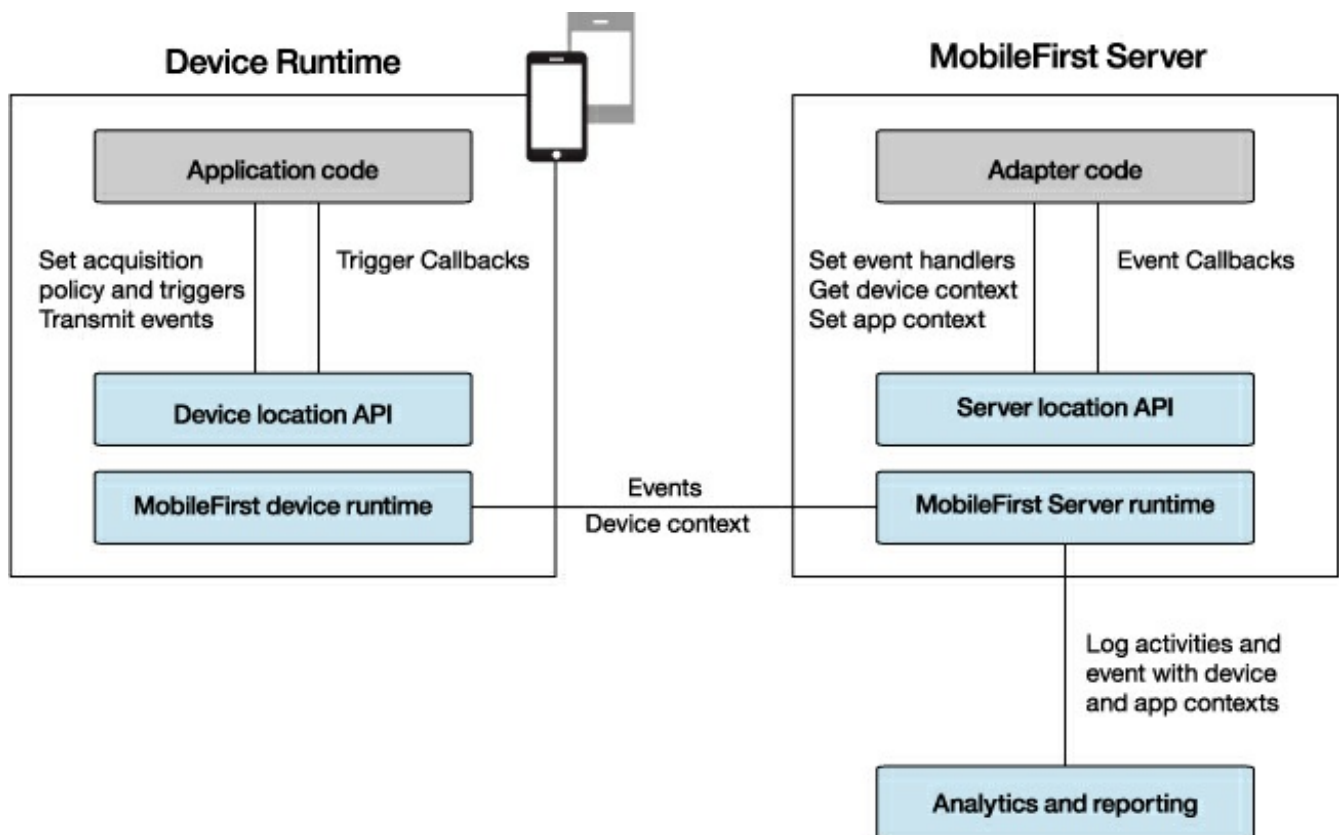 Device Runtime
MobileFirst Server
Application code
Set acquisition
policy and triggers
Transmit events
Trigger Callbacks
Device location API
MobileFirst device runtime
Events
Device context
Adapter code
Set event handlers
Get device context
Set app context
Event Callbacks
Server location API
MobileFirst Server runtime
Log activities and
event with device
and app contexts
Analytics and reporting